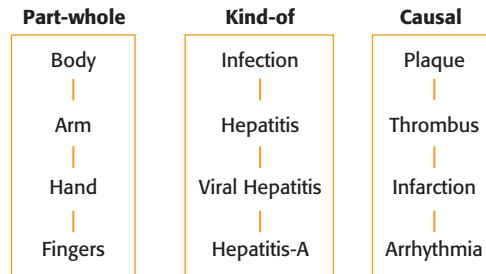 Part-whole Kind-of Causal
Body Infection Plaque
Arm Hepatitis Thrombus
Hand Viral Hepatitis Infarction
Fingers Hepatitis-A Arrhythmia